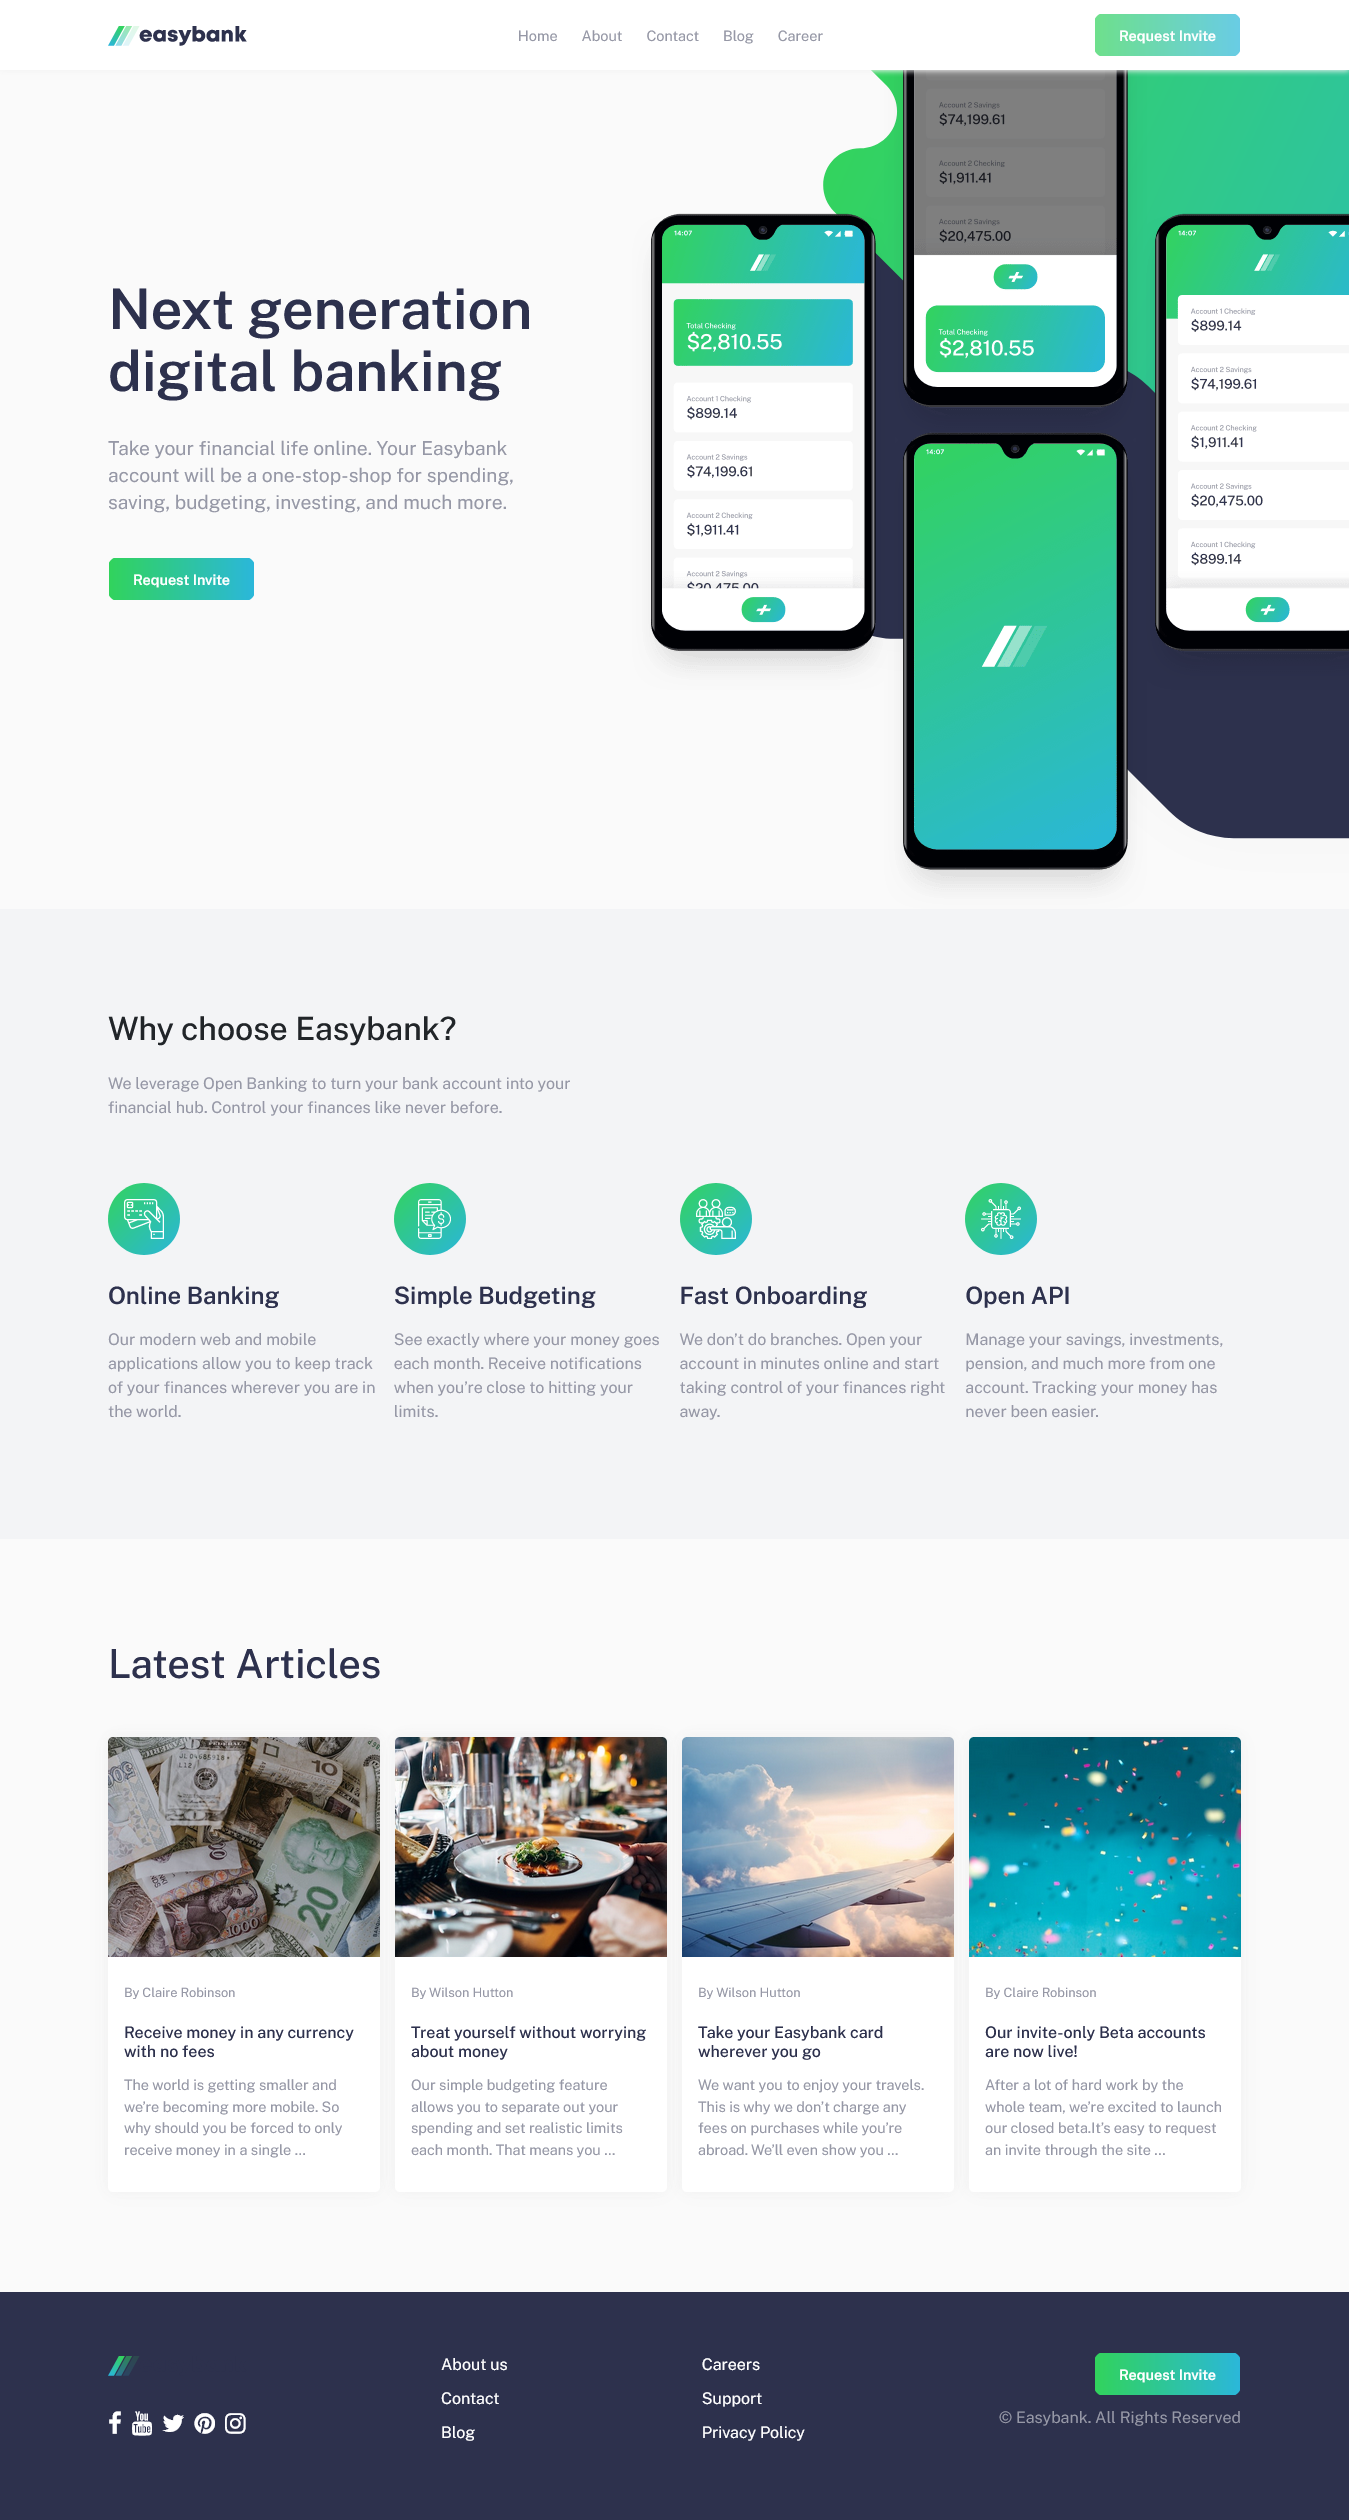 easybank
Home About Contact Blog Career
Request Invite
Next generation
digital banking
Take your financial life online. Your Easybank
account will be a one-stop-shop for spending,
saving, budgeting, investing, and much more.
Request Invite
14:07
Total Checking
$2,810.55
Account 1 Checking
$899.14
Account 2 Savings
$74,199.61
Account 2 Checking
$1,911.41
Account 2 Savings
$20,475.00
Account 2 Savings
$74,199.61
Account 2 Checking
$1,911.41
Account 2 Savings
$20,475.00
Total Checking
$2,810.55
14:07
14:07
Account 1 Checking
$899.14
Account 2 Savings
$74,199.61
Account 2 Checking
$1,911.41
Account 2 Savings
$20,475.00
Account 1 Checking
$899.14
Why choose Easybank?
We leverage Open Banking to turn your bank account into your
financial hub. Control your finances like never before.
Online Banking
Our modern web and mobile
applications allow you to keep track
of your finances wherever you are in
the world.
Simple Budgeting
See exactly where your money goes
each month. Receive notifications
when you're close to hitting your
limits.
Fast Onboarding
We don't do branches. Open your
account in minutes online and start
taking control of your finances right
away.
Open API
Manage your savings, investments,
pension, and much more from one
account. Tracking your money has
never been easier.
Latest Articles
10
20
1000
By Claire Robinson
Receive money in any currency
with no fees
The world is getting smaller and
we're becoming more mobile. So
why should you be forced to only
receive money in a single ...
By Wilson Hutton
Treat yourself without worrying
about money
Our simple budgeting feature
allows you to separate out your
spending and set realistic limits
each month. That means you ...
By Wilson Hutton
Take your Easybank card
wherever you go
We want you to enjoy your travels.
This is why we don't charge any
fees on purchases while you're
abroad. We'll even show you ...
By Claire Robinson
Our invite-only Beta accounts
are now live!
After a lot of hard work by the
whole team, we're excited to launch
our closed beta.It's easy to request
an invite through the site ...
You
Tube
About us
Contact
Blog
Careers
Support
Privacy Policy
Request Invite
© Easybank. All Rights Reserved